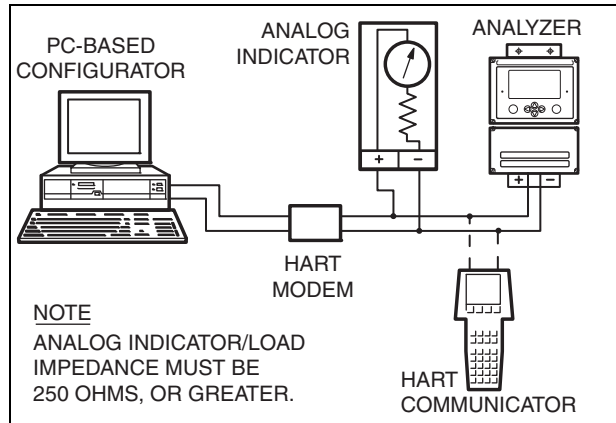 PC-BASED
CONFIGURATOR
ANALOG
INDICATOR
ANALYZER
+ −
+ −
HART
MODEM
NOTE
ANALOG INDICATOR/LOAD
IMPEDANCE MUST BE
250 OHMS, OR GREATER.
HART
COMMUNICATOR